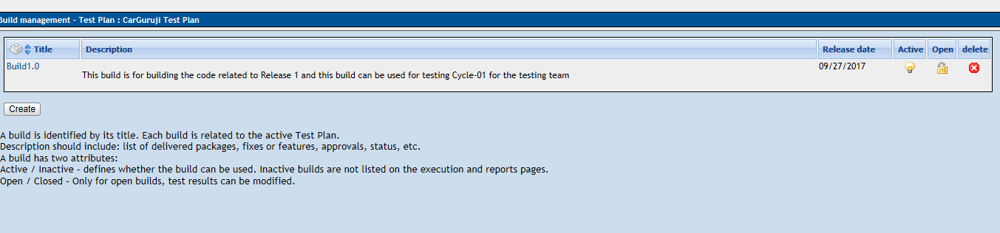 Build management - Test Plan : CarGuruji Test Plan
Title Description Release date Active Open delete
Build1.0 09/27/2017
This build is for building the code related to Release 1 and this build can be used for testing Cycle-01 for the testing team
Create
A build is identified by its title. Each build is related to the active Test Plan.
Description should include: list of delivered packages, fixes or features, approvals, status, etc.
A build has two attributes:
Active / Inactive - defines whether the build can be used. Inactive builds are not listed on the execution and reports pages.
Open / Closed - Only for open builds, test results can be modified.